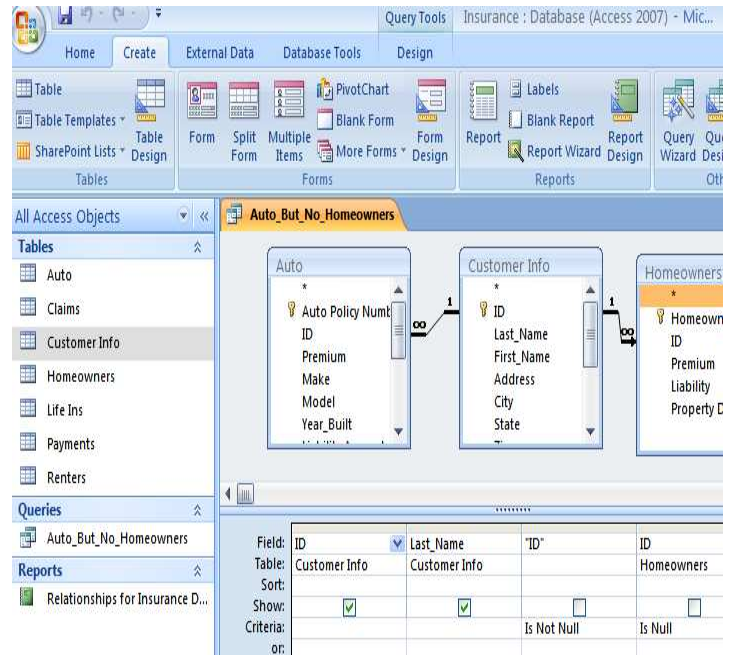 Query Tools Insurance : Database (Access 2007) - Mic...
Home Create External Data Database Tools Design
Table
Table Templates
SharePoint Lists
Table Design
Tables
Form
Split Form
Multiple Items
PivotChart
Blank Form
More Forms
Form Design
Forms
Report
Labels
Blank Report
Report Wizard
Report Design
Reports
Query Wizard
Que
Desi
Oth
All Access Objects
Auto_But_No_Homeowners
Tables
Auto
Claims
Customer Info
Homeowners
Life Ins
Payments
Renters
Queries
Auto_But_No_Homeowners
Reports
Relationships for Insurance D...
Auto
*
Auto Policy Numb
ID
Premium
Make
Model
Year_Built
∞ 1
Customer Info
*
ID
Last_Name
First_Name
Address
City
State
1 ∞
Homeowners
*
Homeown
ID
Premium
Liability
Property D
Field: ID Last_Name "ID" ID
Table: Customer Info Customer Info Homeowners
Sort:
Show:
Criteria: Is Not Null Is Null
or: